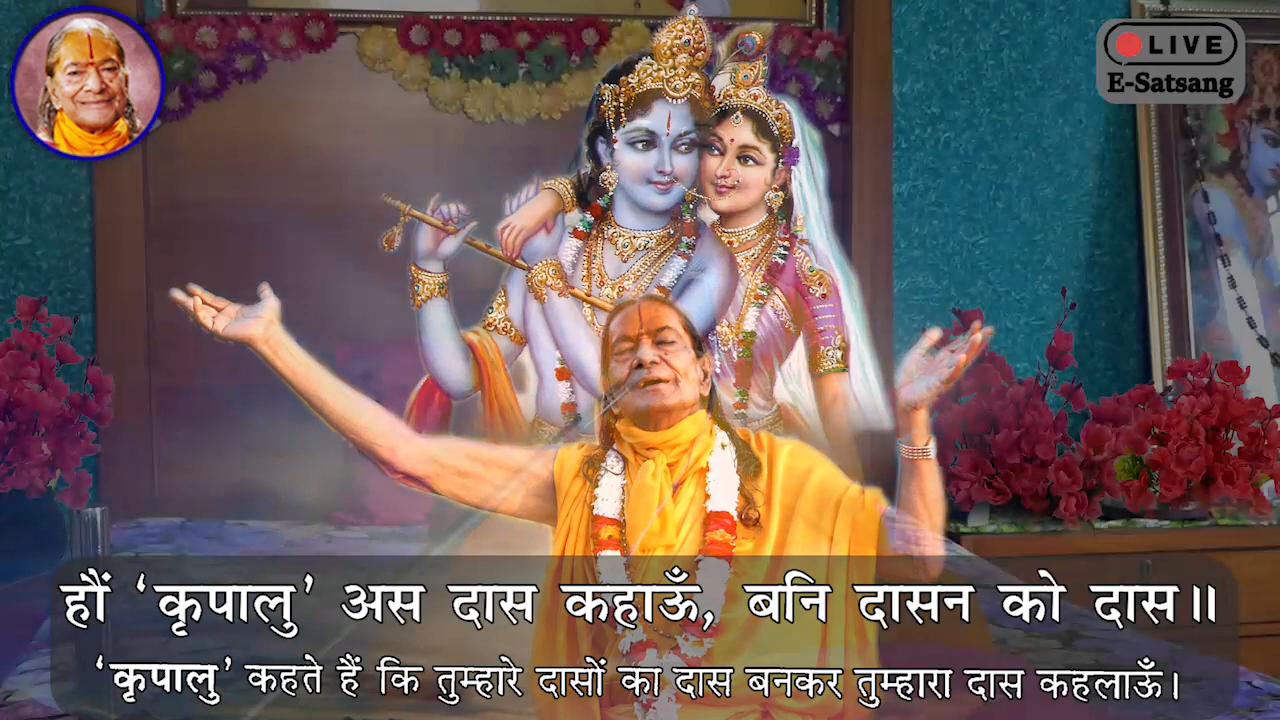 LIVE
E-Satsang
हौं ‘कृपालु’ अस दास कहाऊँ, बनि दासन को दास॥
‘कृपालु’ कहते हैं कि तुम्हारे दासों का दास बनकर तुम्हारा दास कहलाऊँ।